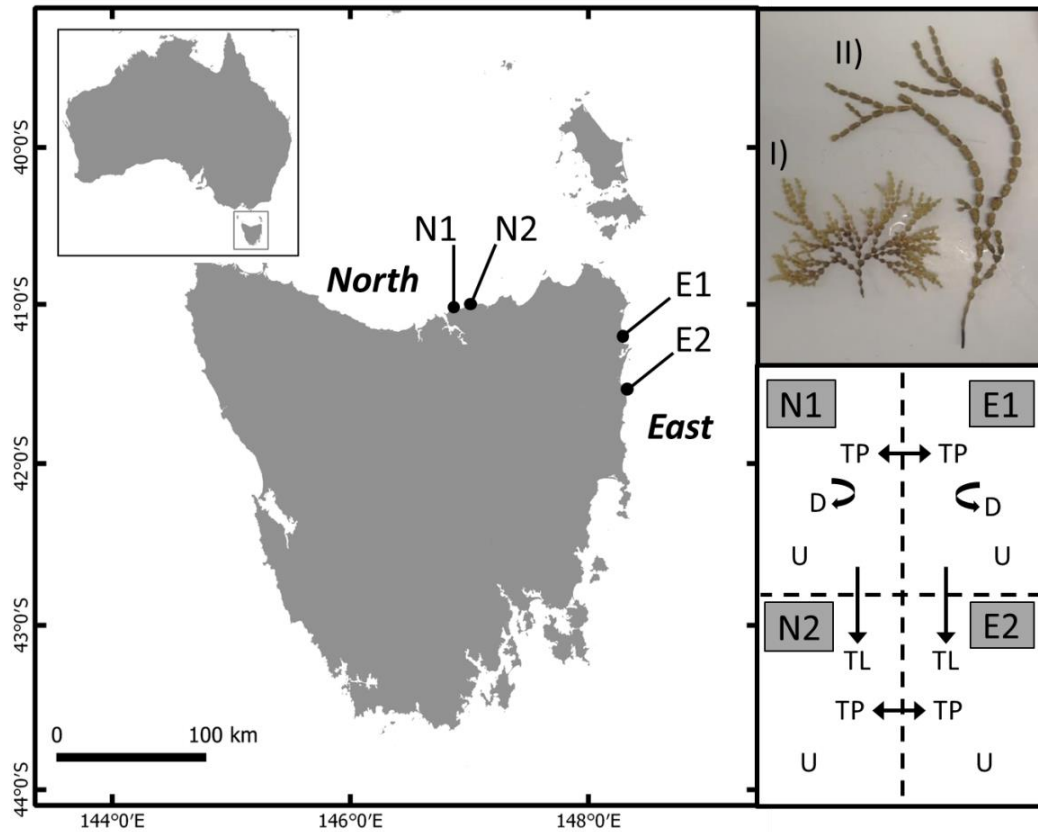 40°0'S
41°0'S
42°0'S
43°0'S
44°0'S
144°0'E
146°0'E
148°0'E
N1
N2
North
E1
E2
East
0
100 km
I)
II)
N1
E1
TP
TP
D
D
U
U
N2
E2
TL
TL
TP
TP
U
U